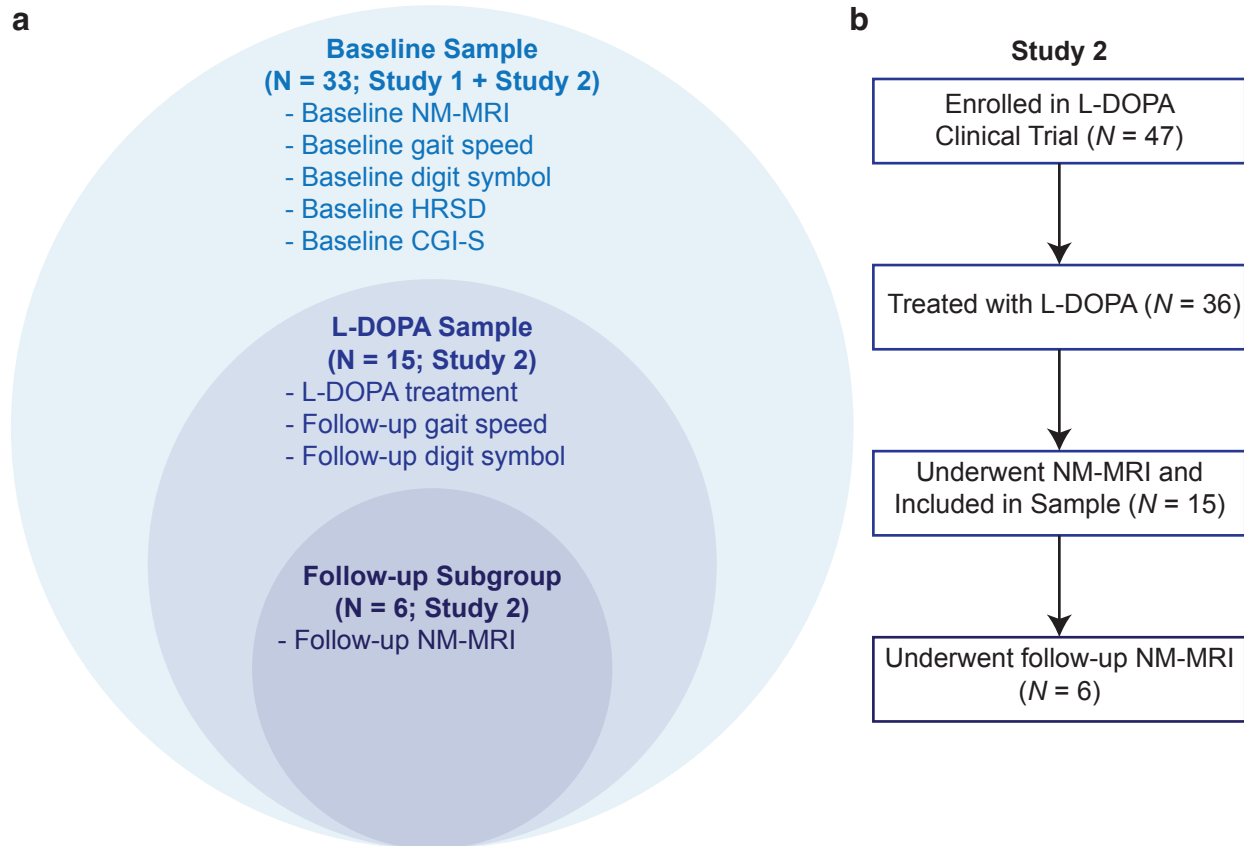 a
Baseline Sample
(N = 33; Study 1 + Study 2)
- Baseline NM-MRI
- Baseline gait speed
- Baseline digit symbol
- Baseline HRSD
- Baseline CGI-S
L-DOPA Sample
(N = 15; Study 2)
- L-DOPA treatment
- Follow-up gait speed
- Follow-up digit symbol
Follow-up Subgroup
(N = 6; Study 2)
- Follow-up NM-MRI
b
Study 2
Enrolled in L-DOPA
Clinical Trial (N = 47)
Treated with L-DOPA (N = 36)
Underwent NM-MRI and
Included in Sample (N = 15)
Underwent follow-up NM-MRI
(N = 6)